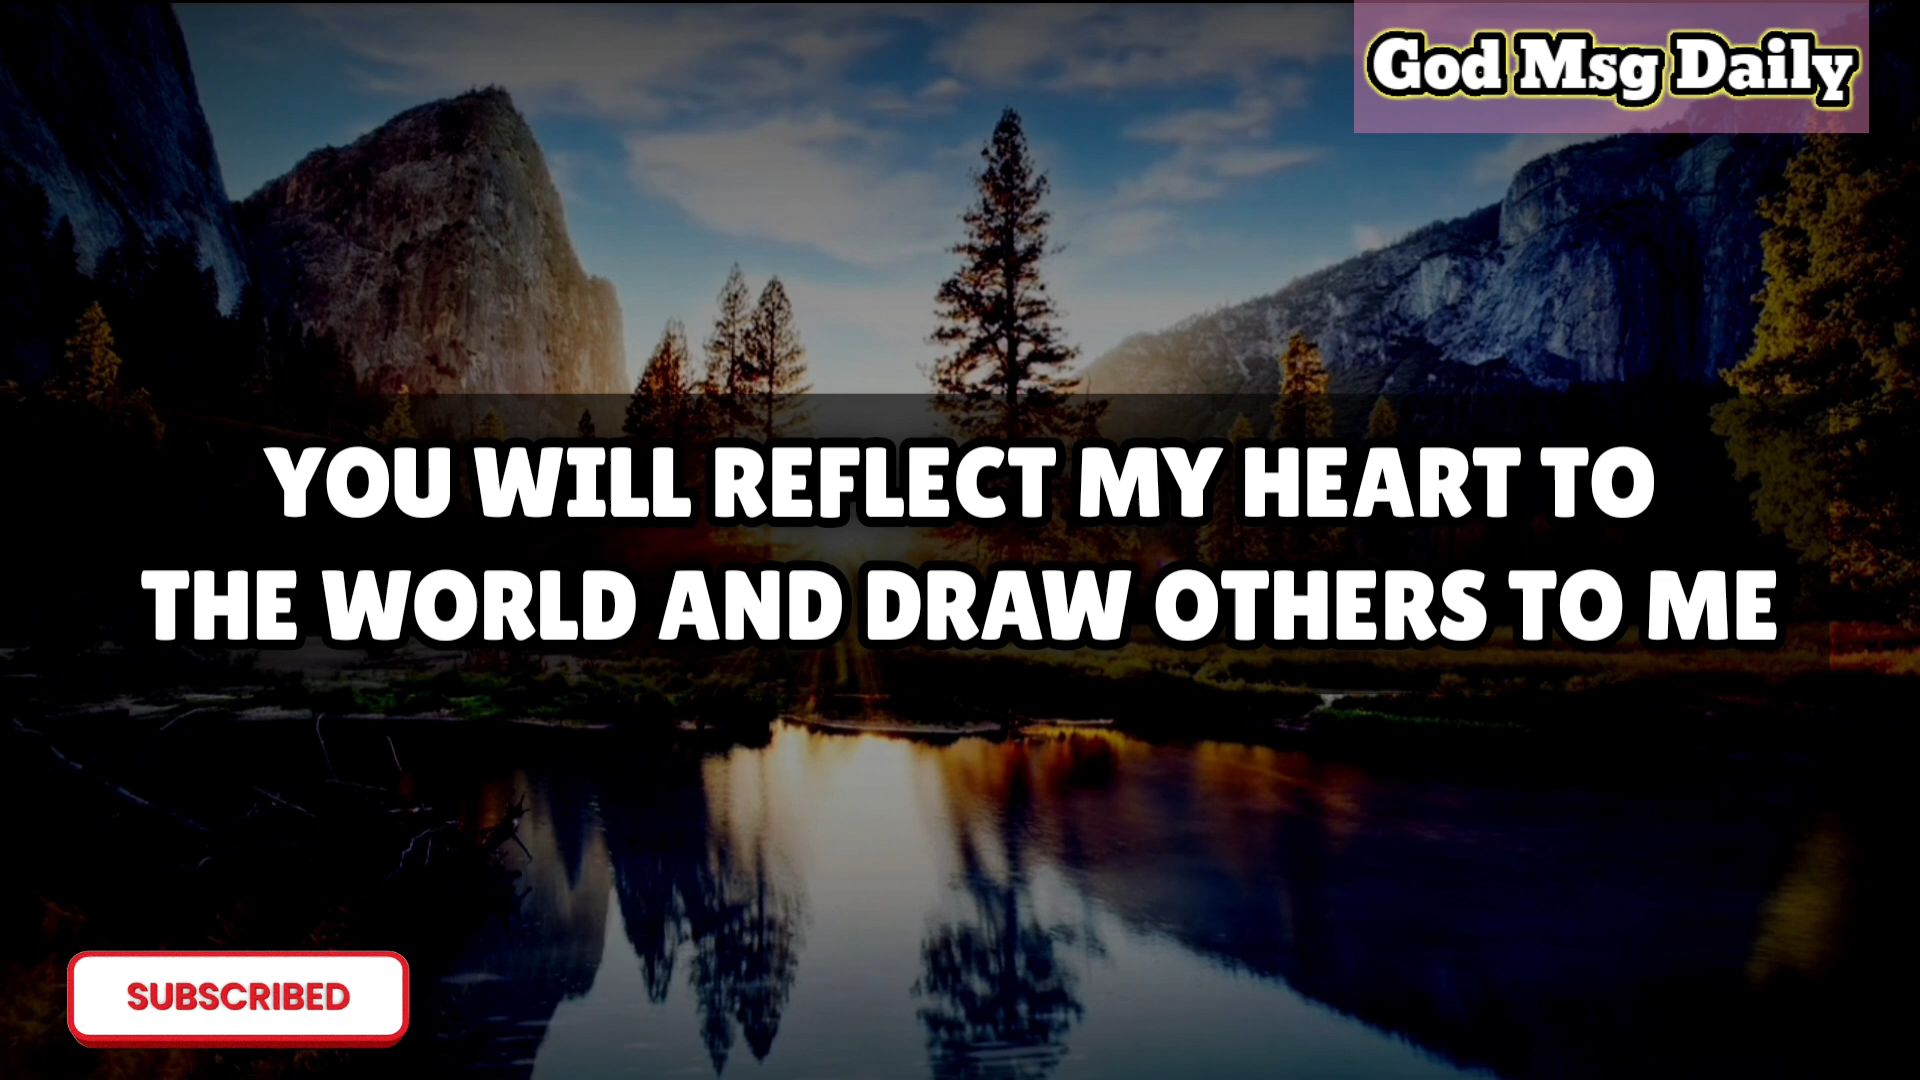 God Msg Daily
YOU WILL REFLECT MY HEART TO
THE WORLD AND DRAW OTHERS TO ME
SUBSCRIBED